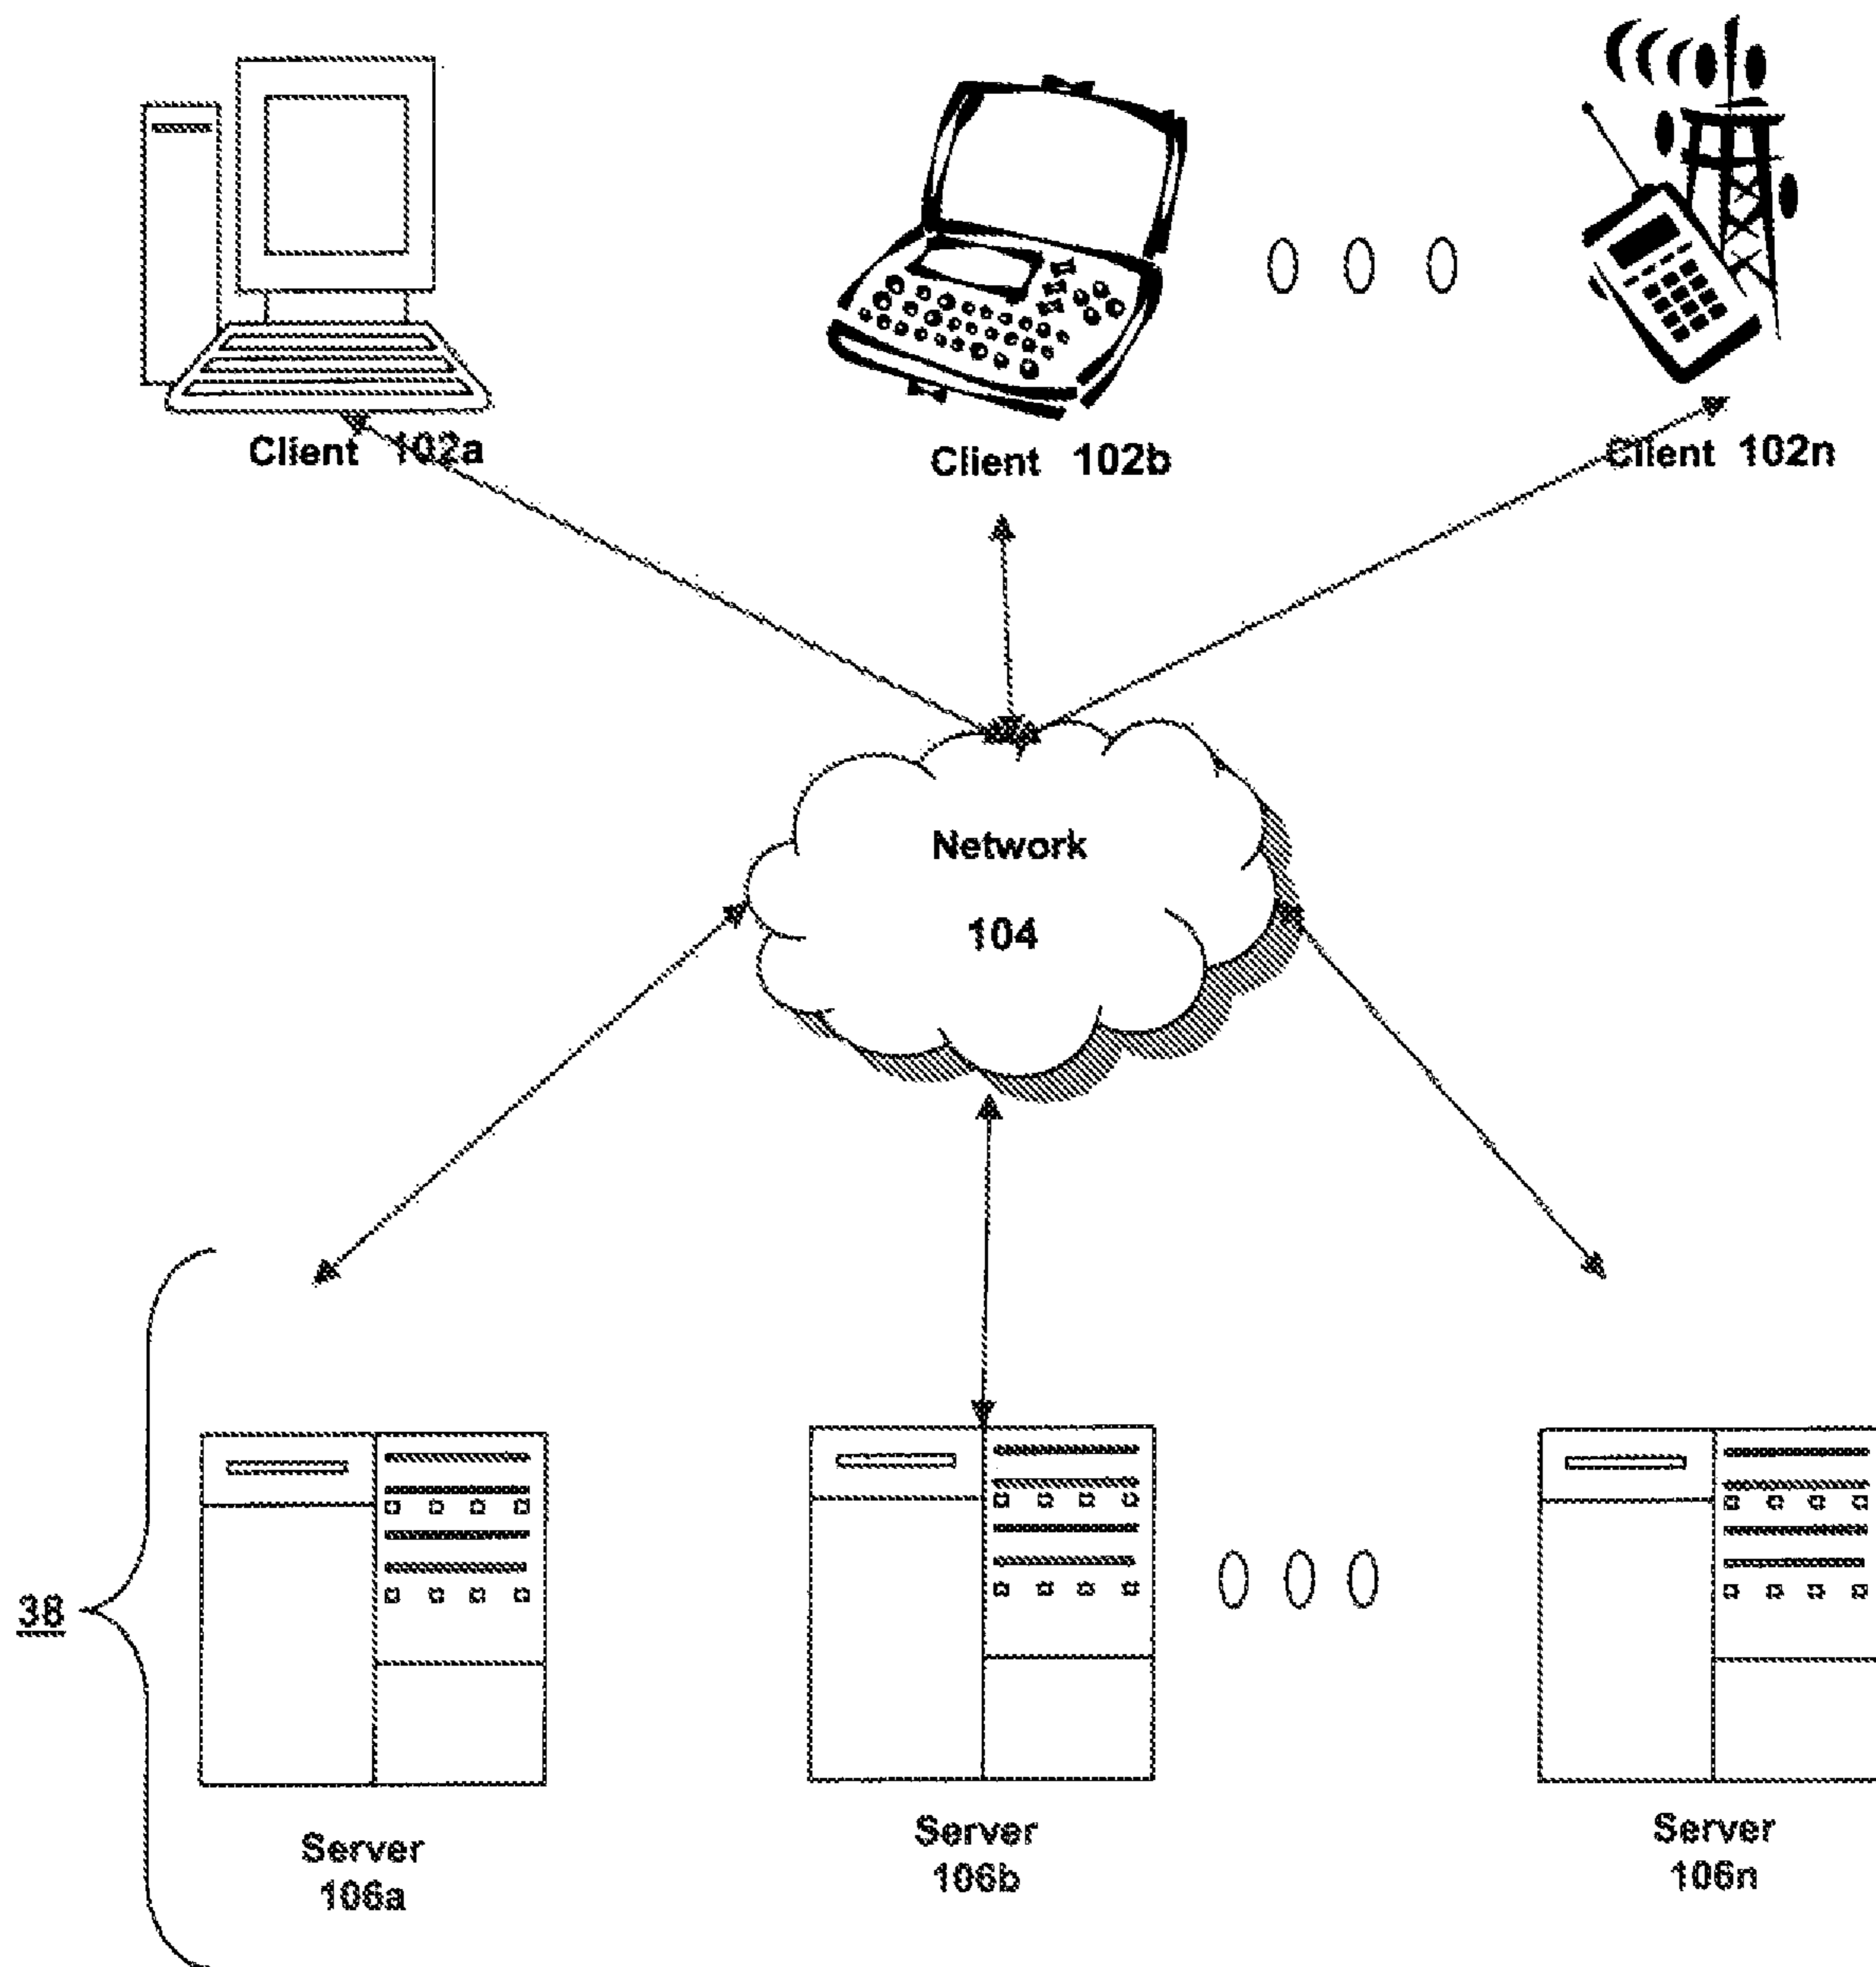 Client 102a
Client 102b
Client 102n
Network
104
38
Server
106a
Server
106b
Server
106n